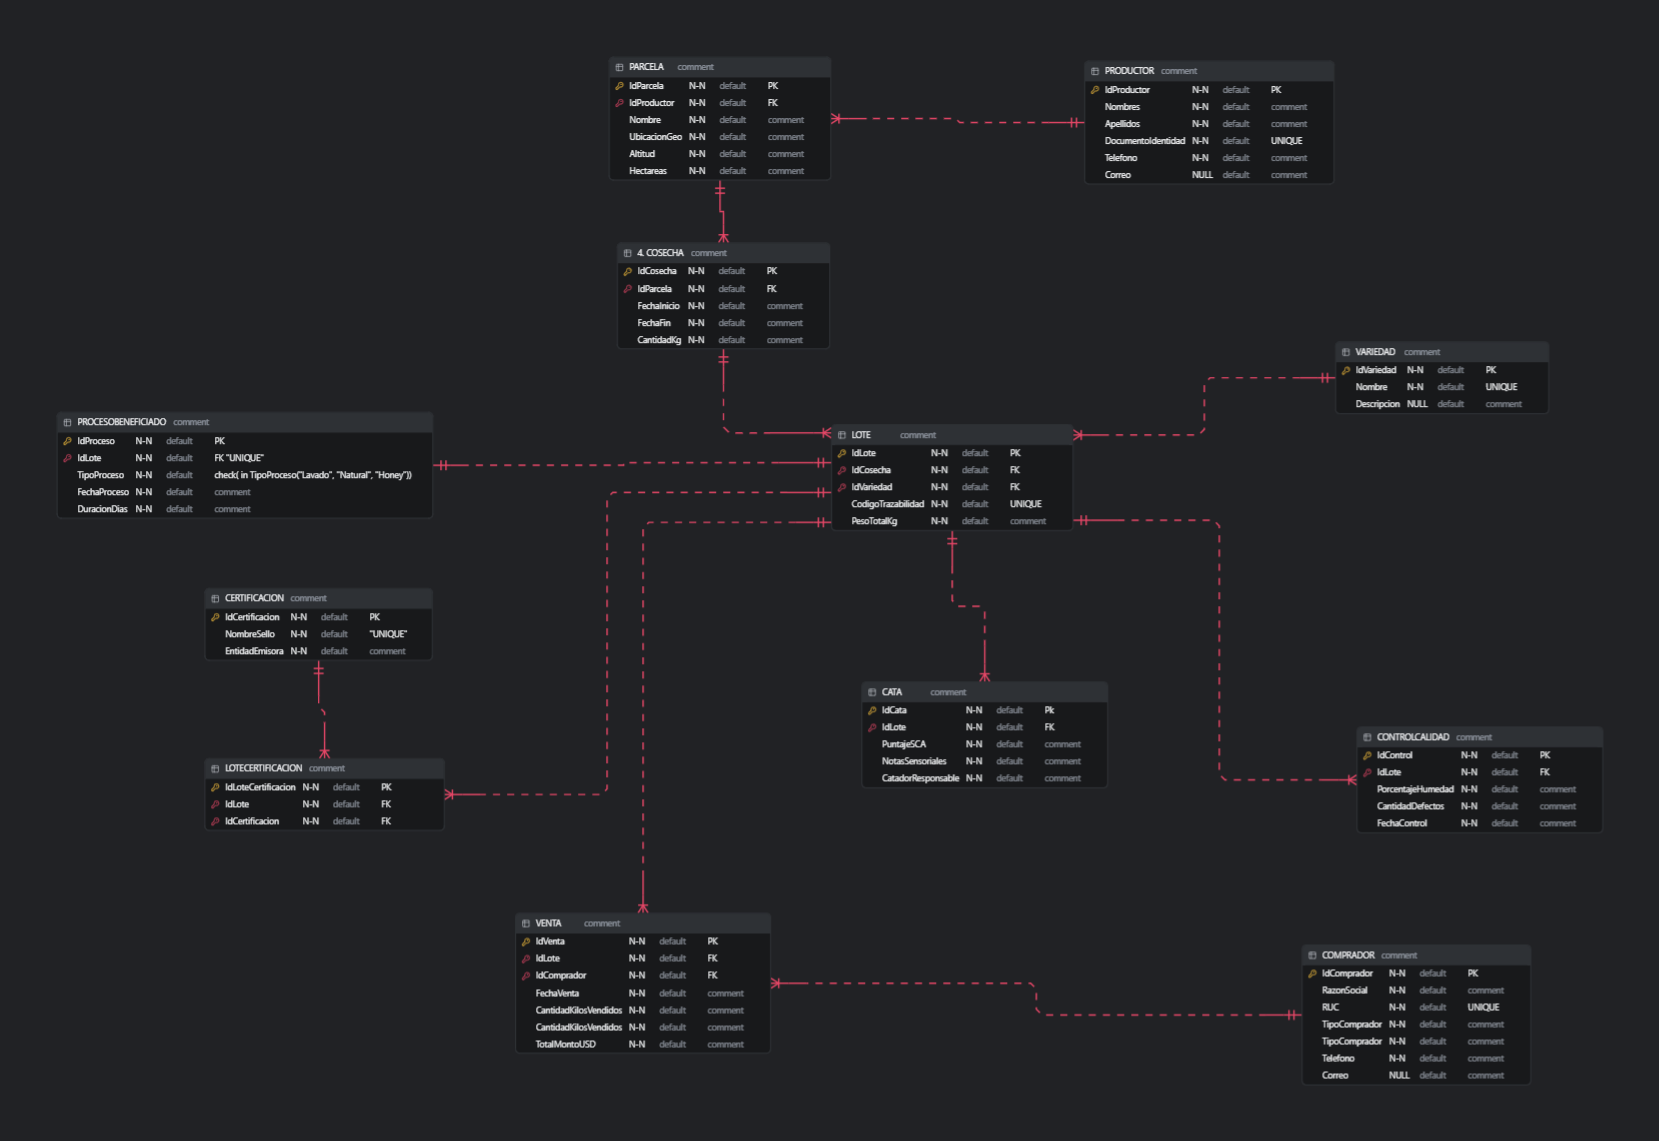 PARCELA comment
IdParcela N-N default PK
IdProductor N-N default FK
Nombre N-N default comment
UbicacionGeo N-N default comment
Altitud N-N default comment
Hectareas N-N default comment
PRODUCTOR comment
IdProductor N-N default PK
Nombres N-N default comment
Apellidos N-N default comment
DocumentoIdentidad N-N default UNIQUE
Telefono N-N default comment
Correo NULL default comment
4. COSECHA comment
IdCosecha N-N default PK
IdParcela N-N default FK
FechaInicio N-N default comment
FechaFin N-N default comment
CantidadKg N-N default comment
VARIEDAD comment
IdVariedad N-N default PK
Nombre N-N default UNIQUE
Descripcion NULL default comment
PROCESOBENEFICIADO comment
IdProceso N-N default PK
IdLote N-N default FK "UNIQUE"
TipoProceso N-N default check( in TipoProceso("Lavado", "Natural", "Honey"))
FechaProceso N-N default comment
DuracionDias N-N default comment
LOTE comment
IdLote N-N default PK
IdCosecha N-N default FK
IdVariedad N-N default FK
CodigoTrazabilidad N-N default UNIQUE
PesoTotalKg N-N default comment
CERTIFICACION comment
IdCertificacion N-N default PK
NombreSello N-N default "UNIQUE"
EntidadEmisora N-N default comment
CATA comment
IdCata N-N default Pk
IdLote N-N default FK
PuntajeSCA N-N default comment
NotasSensoriales N-N default comment
CatadorResponsable N-N default comment
CONTROLCALIDAD comment
IdControl N-N default PK
IdLote N-N default FK
PorcentajeHumedad N-N default comment
CantidadDefectos N-N default comment
FechaControl N-N default comment
LOTECERTIFICACION comment
IdLoteCertificacion N-N default PK
IdLote N-N default FK
IdCertificacion N-N default FK
VENTA comment
IdVenta N-N default PK
IdLote N-N default FK
IdComprador N-N default FK
FechaVenta N-N default comment
CantidadKilosVendidos N-N default comment
CantidadKilosVendidos N-N default comment
TotalMontoUSD N-N default comment
COMPRADOR comment
IdComprador N-N default PK
RazonSocial N-N default comment
RUC N-N default UNIQUE
TipoComprador N-N default comment
TipoComprador N-N default comment
Telefono N-N default comment
Correo NULL default comment